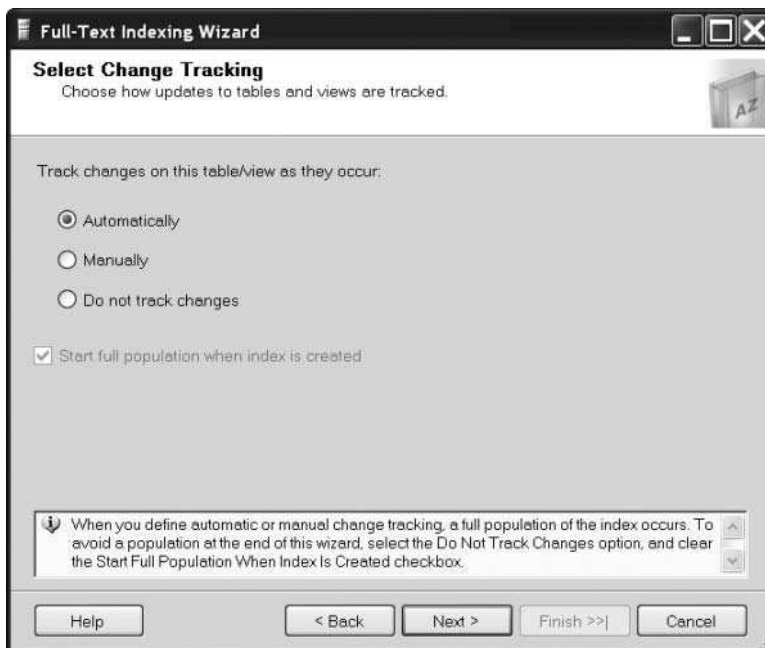 Full-Text Indexing Wizard
Select Change Tracking
Choose how updates to tables and views are tracked.
AZ
Track changes on this table/view as they occur:
Automatically
Manually
Do not track changes
Start full population when index is created
When you define automatic or manual change tracking, a full population of the index occurs. To
avoid a population at the end of this wizard, select the Do Not Track Changes option, and clear
the Start Full Population When Index Is Created checkbox.
Help
< Back
Next >
Finish >>|
Cancel